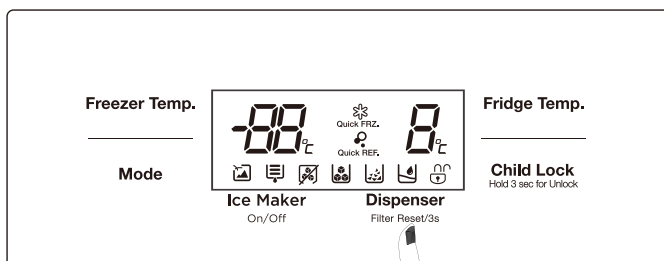 Freezer Temp.
-88°C
Quick FRZ.
Quick REF.
8°C
Fridge Temp.
Mode
Child Lock
Hold 3 sec for Unlock
Ice Maker
On/Off
Dispenser
Filter Reset/3s